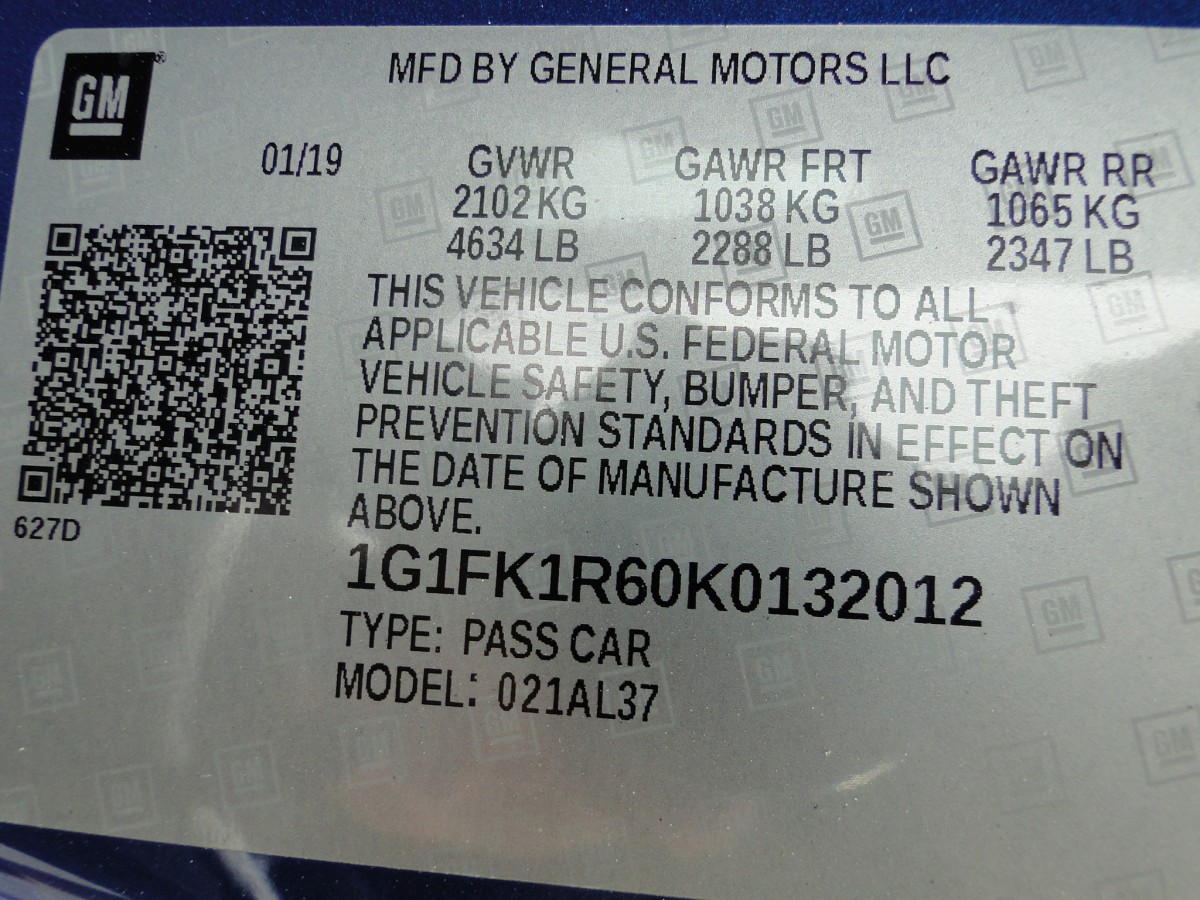 GM
MFD BY GENERAL MOTORS LLC
01/19
GVWR GAWR FRT GAWR RR
2102 KG 1038 KG 1065 KG
4634 LB 2288 LB 2347 LB
THIS VEHICLE CONFORMS TO ALL
APPLICABLE U.S. FEDERAL MOTOR
VEHICLE SAFETY, BUMPER, AND THEFT
PREVENTION STANDARDS IN EFFECT ON
THE DATE OF MANUFACTURE SHOWN
ABOVE.
627D
1G1FK1R60K0132012
TYPE: PASS CAR
MODEL: 021AL37